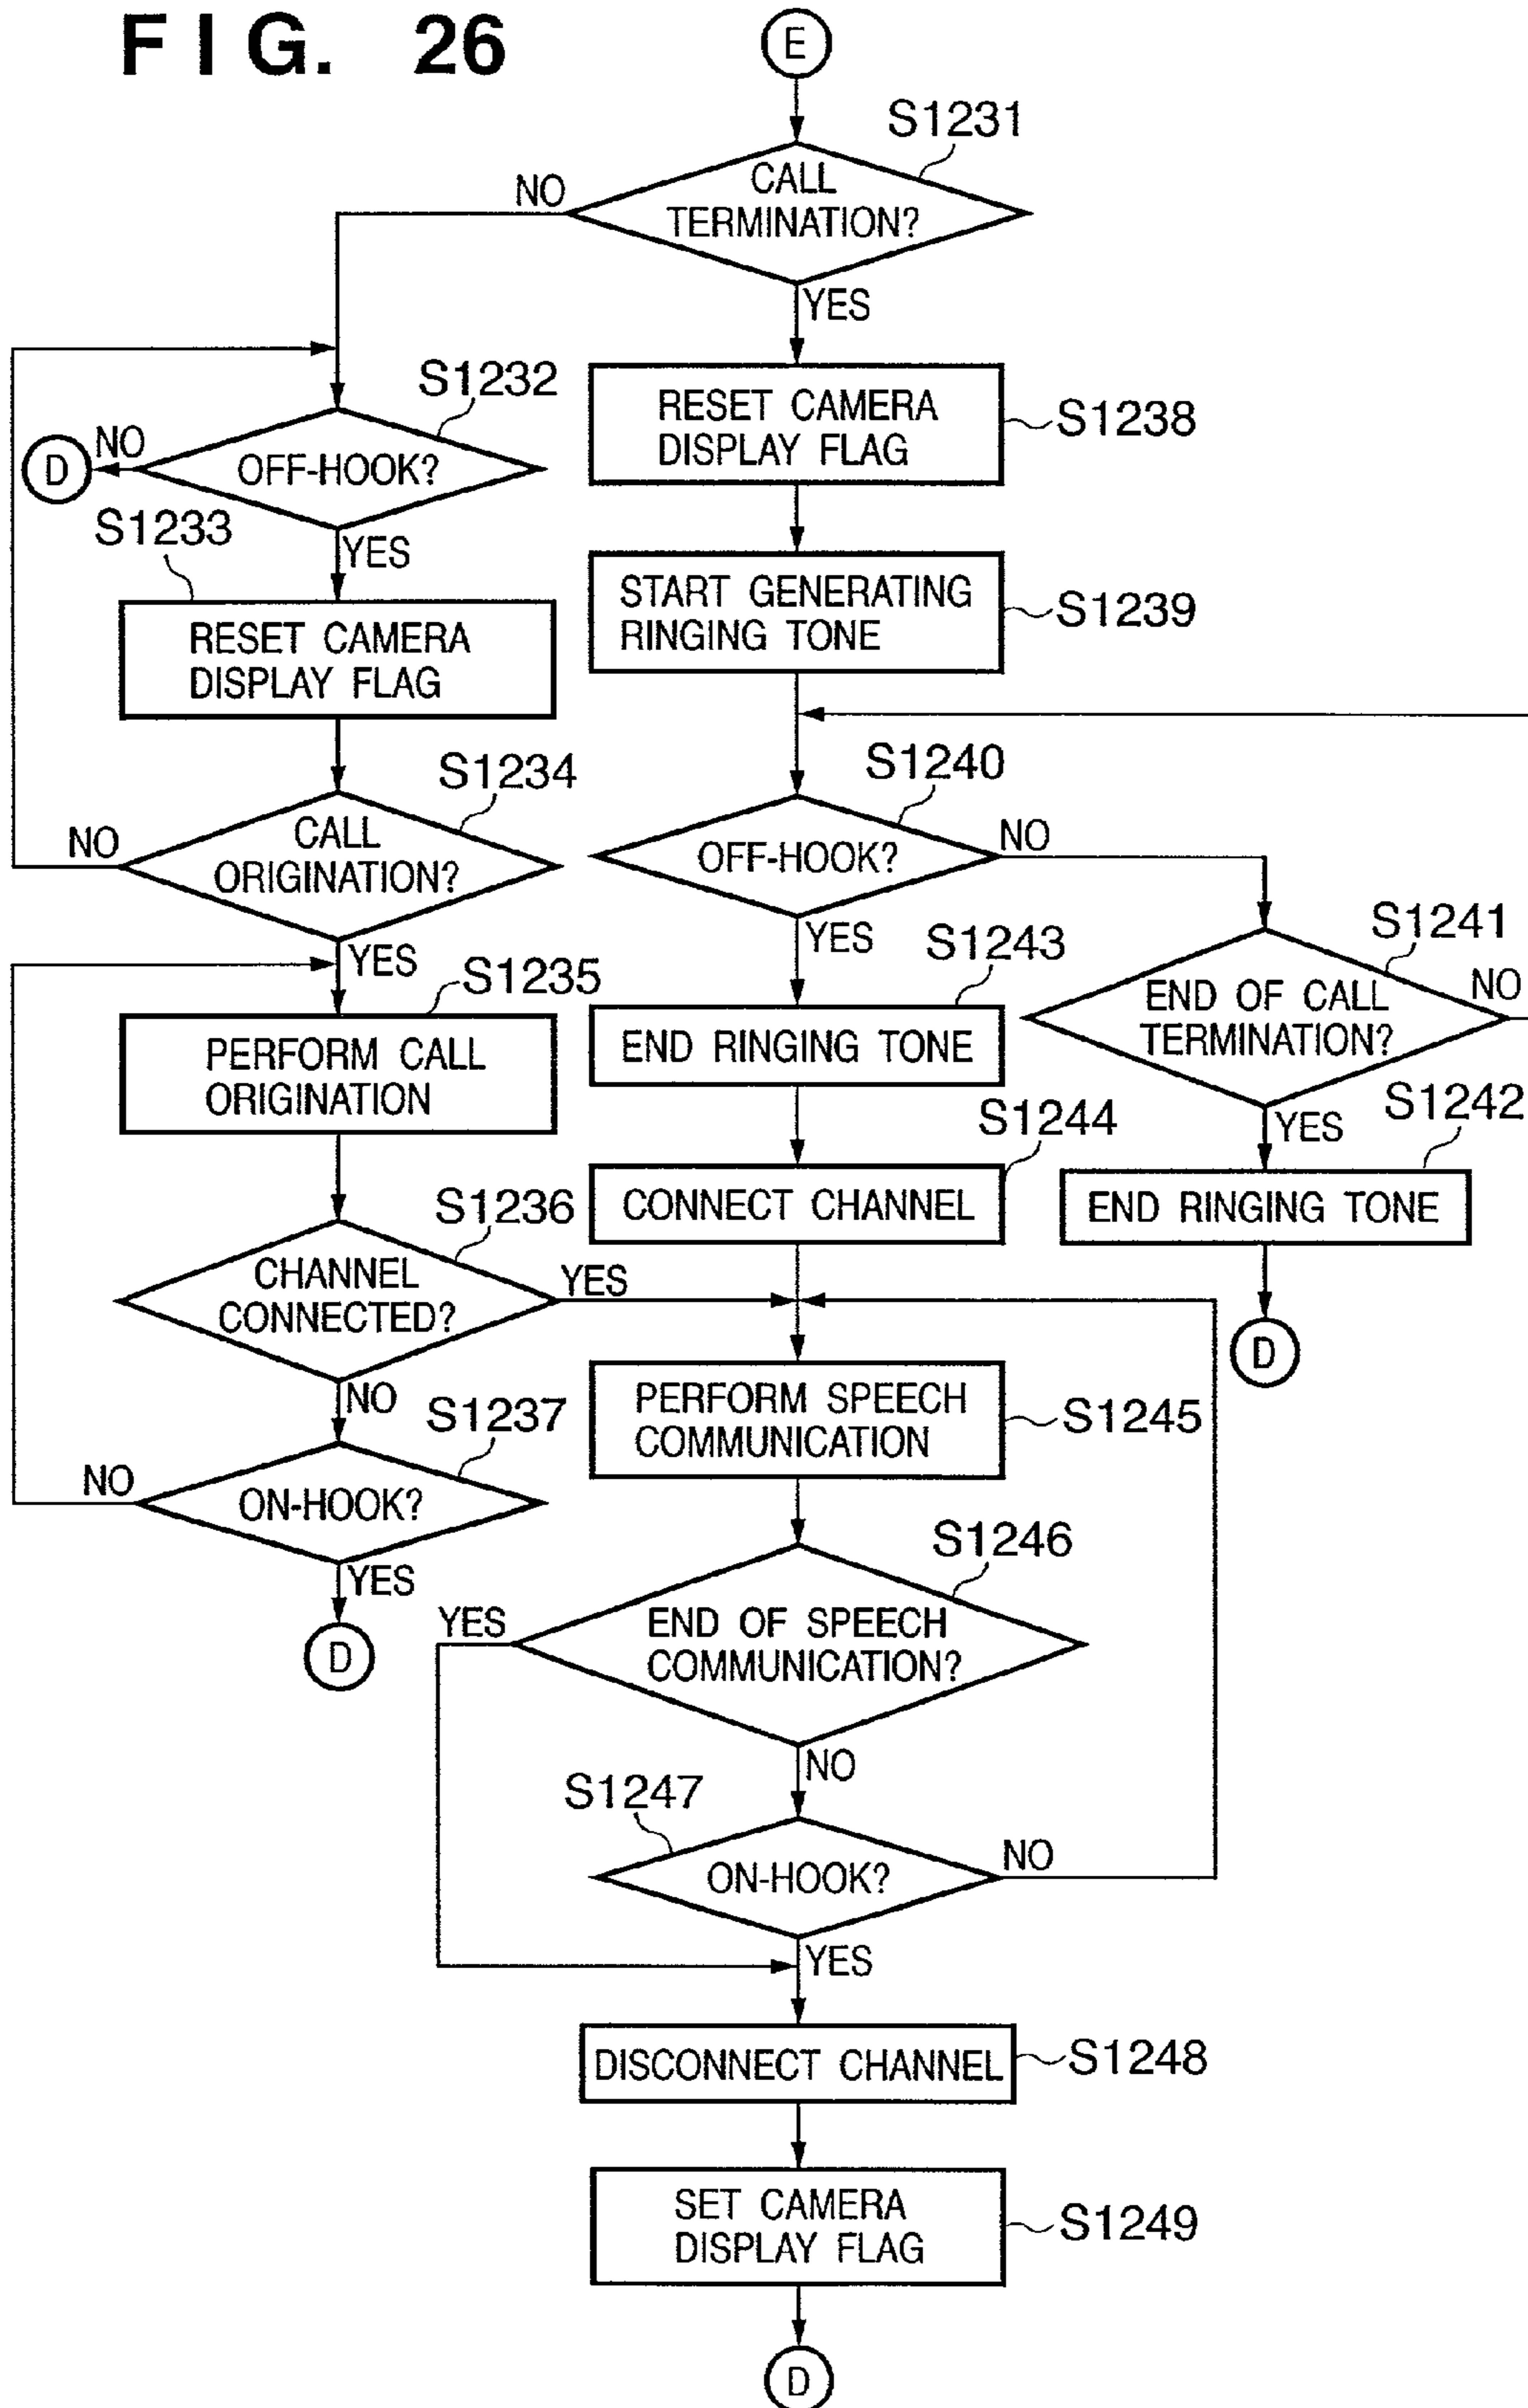 FIG. 26
E
S1231
CALL
TERMINATION?
NO
YES
S1232
OFF-HOOK?
NO
D
YES
S1233
RESET CAMERA
DISPLAY FLAG
S1234
CALL
ORIGINATION?
NO
YES
S1235
PERFORM CALL
ORIGINATION
S1236
CHANNEL
CONNECTED?
YES
NO
S1237
ON-HOOK?
NO
YES
D
RESET CAMERA
DISPLAY FLAG
S1238
START GENERATING
RINGING TONE
S1239
S1240
OFF-HOOK?
NO
YES
S1241
END OF CALL
TERMINATION?
NO
YES
S1242
END RINGING TONE
D
S1243
END RINGING TONE
S1244
CONNECT CHANNEL
PERFORM SPEECH
COMMUNICATION
S1245
S1246
END OF SPEECH
COMMUNICATION?
YES
NO
S1247
ON-HOOK?
NO
YES
DISCONNECT CHANNEL
S1248
SET CAMERA
DISPLAY FLAG
S1249
D